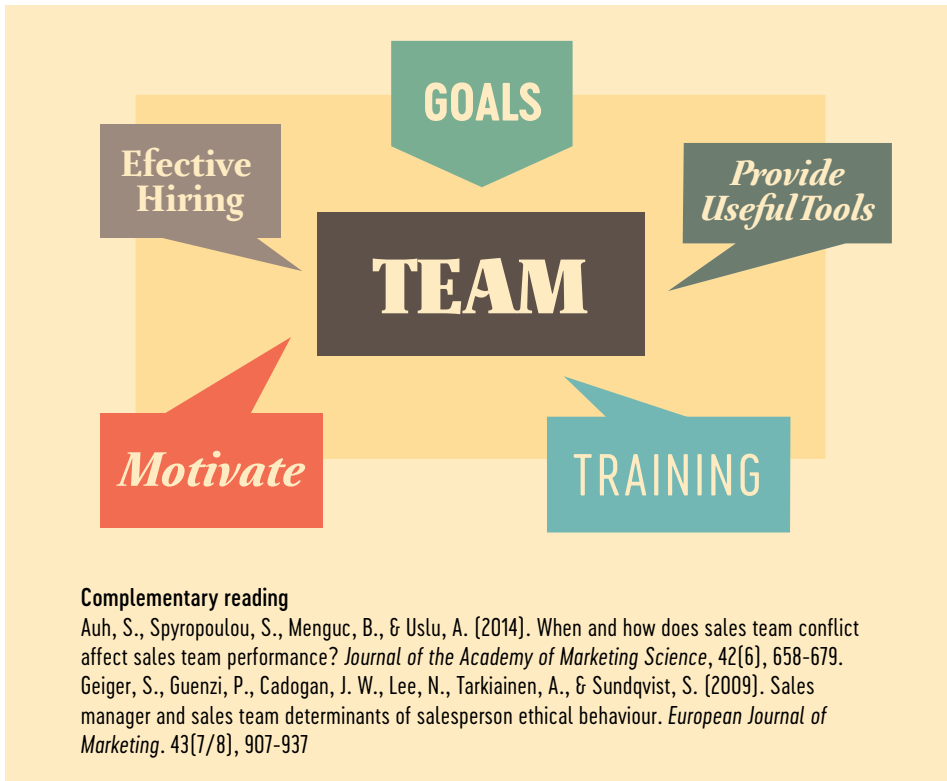 GOALS
Efective
Hiring
Provide
Useful Tools
TEAM
Motivate
TRAINING
Complementary reading
Auh, S., Spyropoulou, S., Menguc, B., & Uslu, A. (2014). When and how does sales team conflict
affect sales team performance? Journal of the Academy of Marketing Science, 42(6), 658-679.
Geiger, S., Guenzi, P., Cadogan, J. W., Lee, N., Tarkiainen, A., & Sundqvist, S. (2009). Sales
manager and sales team determinants of salesperson ethical behaviour. European Journal of
Marketing. 43(7/8), 907-937